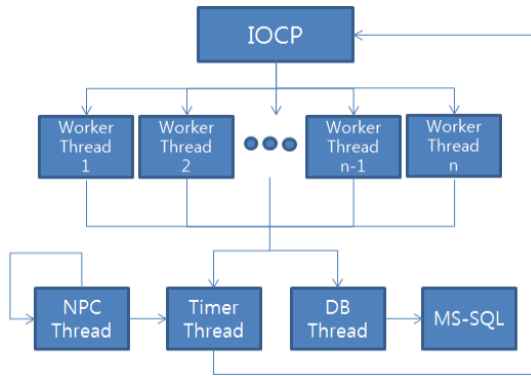 IOCP
Worker
Thread
1
Worker
Thread
2
Worker
Thread
n-1
Worker
Thread
n
NPC
Thread
Timer
Thread
DB
Thread
MS-SQL